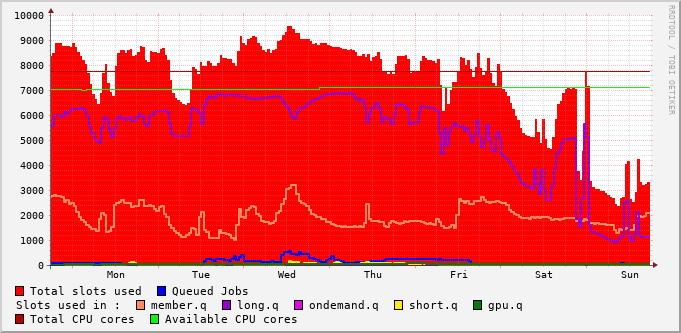 10000
9000
8000
7000
6000
5000
4000
3000
2000
1000
0
Mon Tue Wed Thu Fri Sat Sun
Total slots used Queued Jobs
Slots used in : member.q long.q ondemand.q short.q gpu.q
Total CPU cores Available CPU cores
RRDTOOL / TOBI OETIKER